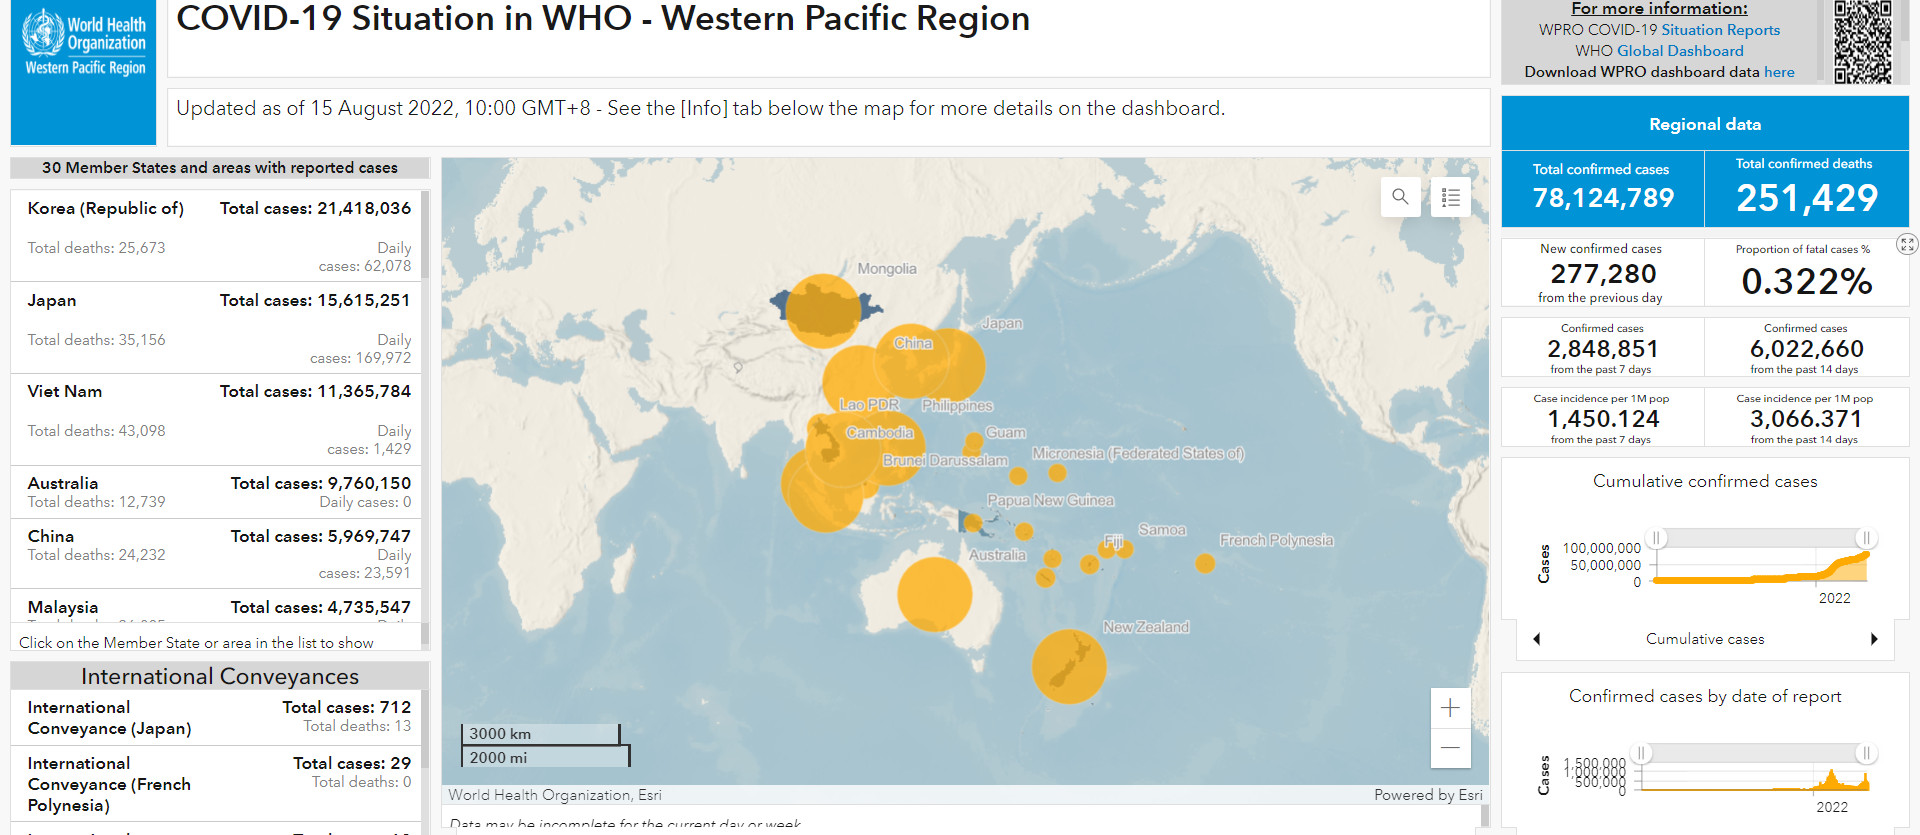 World Health
Organization
Western Pacific Region
COVID-19 Situation in WHO - Western Pacific Region
Updated as of 15 August 2022, 10:00 GMT+8 - See the [Info] tab below the map for more details on the dashboard.
For more information:
WPRO COVID-19 Situation Reports
WHO Global Dashboard
Download WPRO dashboard data here
30 Member States and areas with reported cases
Korea (Republic of) Total cases: 21,418,036
Total deaths: 25,673 Daily
cases: 62,078
Japan Total cases: 15,615,251
Total deaths: 35,156 Daily
cases: 169,972
Viet Nam Total cases: 11,365,784
Total deaths: 43,098 Daily
cases: 1,429
Australia Total cases: 9,760,150
Total deaths: 12,739 Daily cases: 0
China Total cases: 5,969,747
Total deaths: 24,232 Daily
cases: 23,591
Malaysia Total cases: 4,735,547
Click on the Member State or area in the list to show
International Conveyances
International Total cases: 712
Conveyance (Japan) Total deaths: 13
International Total cases: 29
Conveyance (French Total deaths: 0
Polynesia)
Mongolia
Japan
China
Lao PDR
Philippines
Cambodia
Guam
Brunei Darussalam
Micronesia (Federated States of)
Papua New Guinea
Samoa
Fiji
French Polynesia
Australia
New Zealand
3000 km
2000 mi
World Health Organization, Esri
Powered by Esri
Data may be incomplete for the current day or week
Regional data
Total confirmed cases
78,124,789
Total confirmed deaths
251,429
New confirmed cases
277,280
from the previous day
Proportion of fatal cases %
0.322%
Confirmed cases
2,848,851
from the past 7 days
Confirmed cases
6,022,660
from the past 14 days
Case incidence per 1M pop
1,450.124
from the past 7 days
Case incidence per 1M pop
3,066.371
from the past 14 days
Cumulative confirmed cases
Cases
100,000,000
50,000,000
0
2022
Cumulative cases
Confirmed cases by date of report
Cases
1,500,000
1,000,000
500,000
0
2022